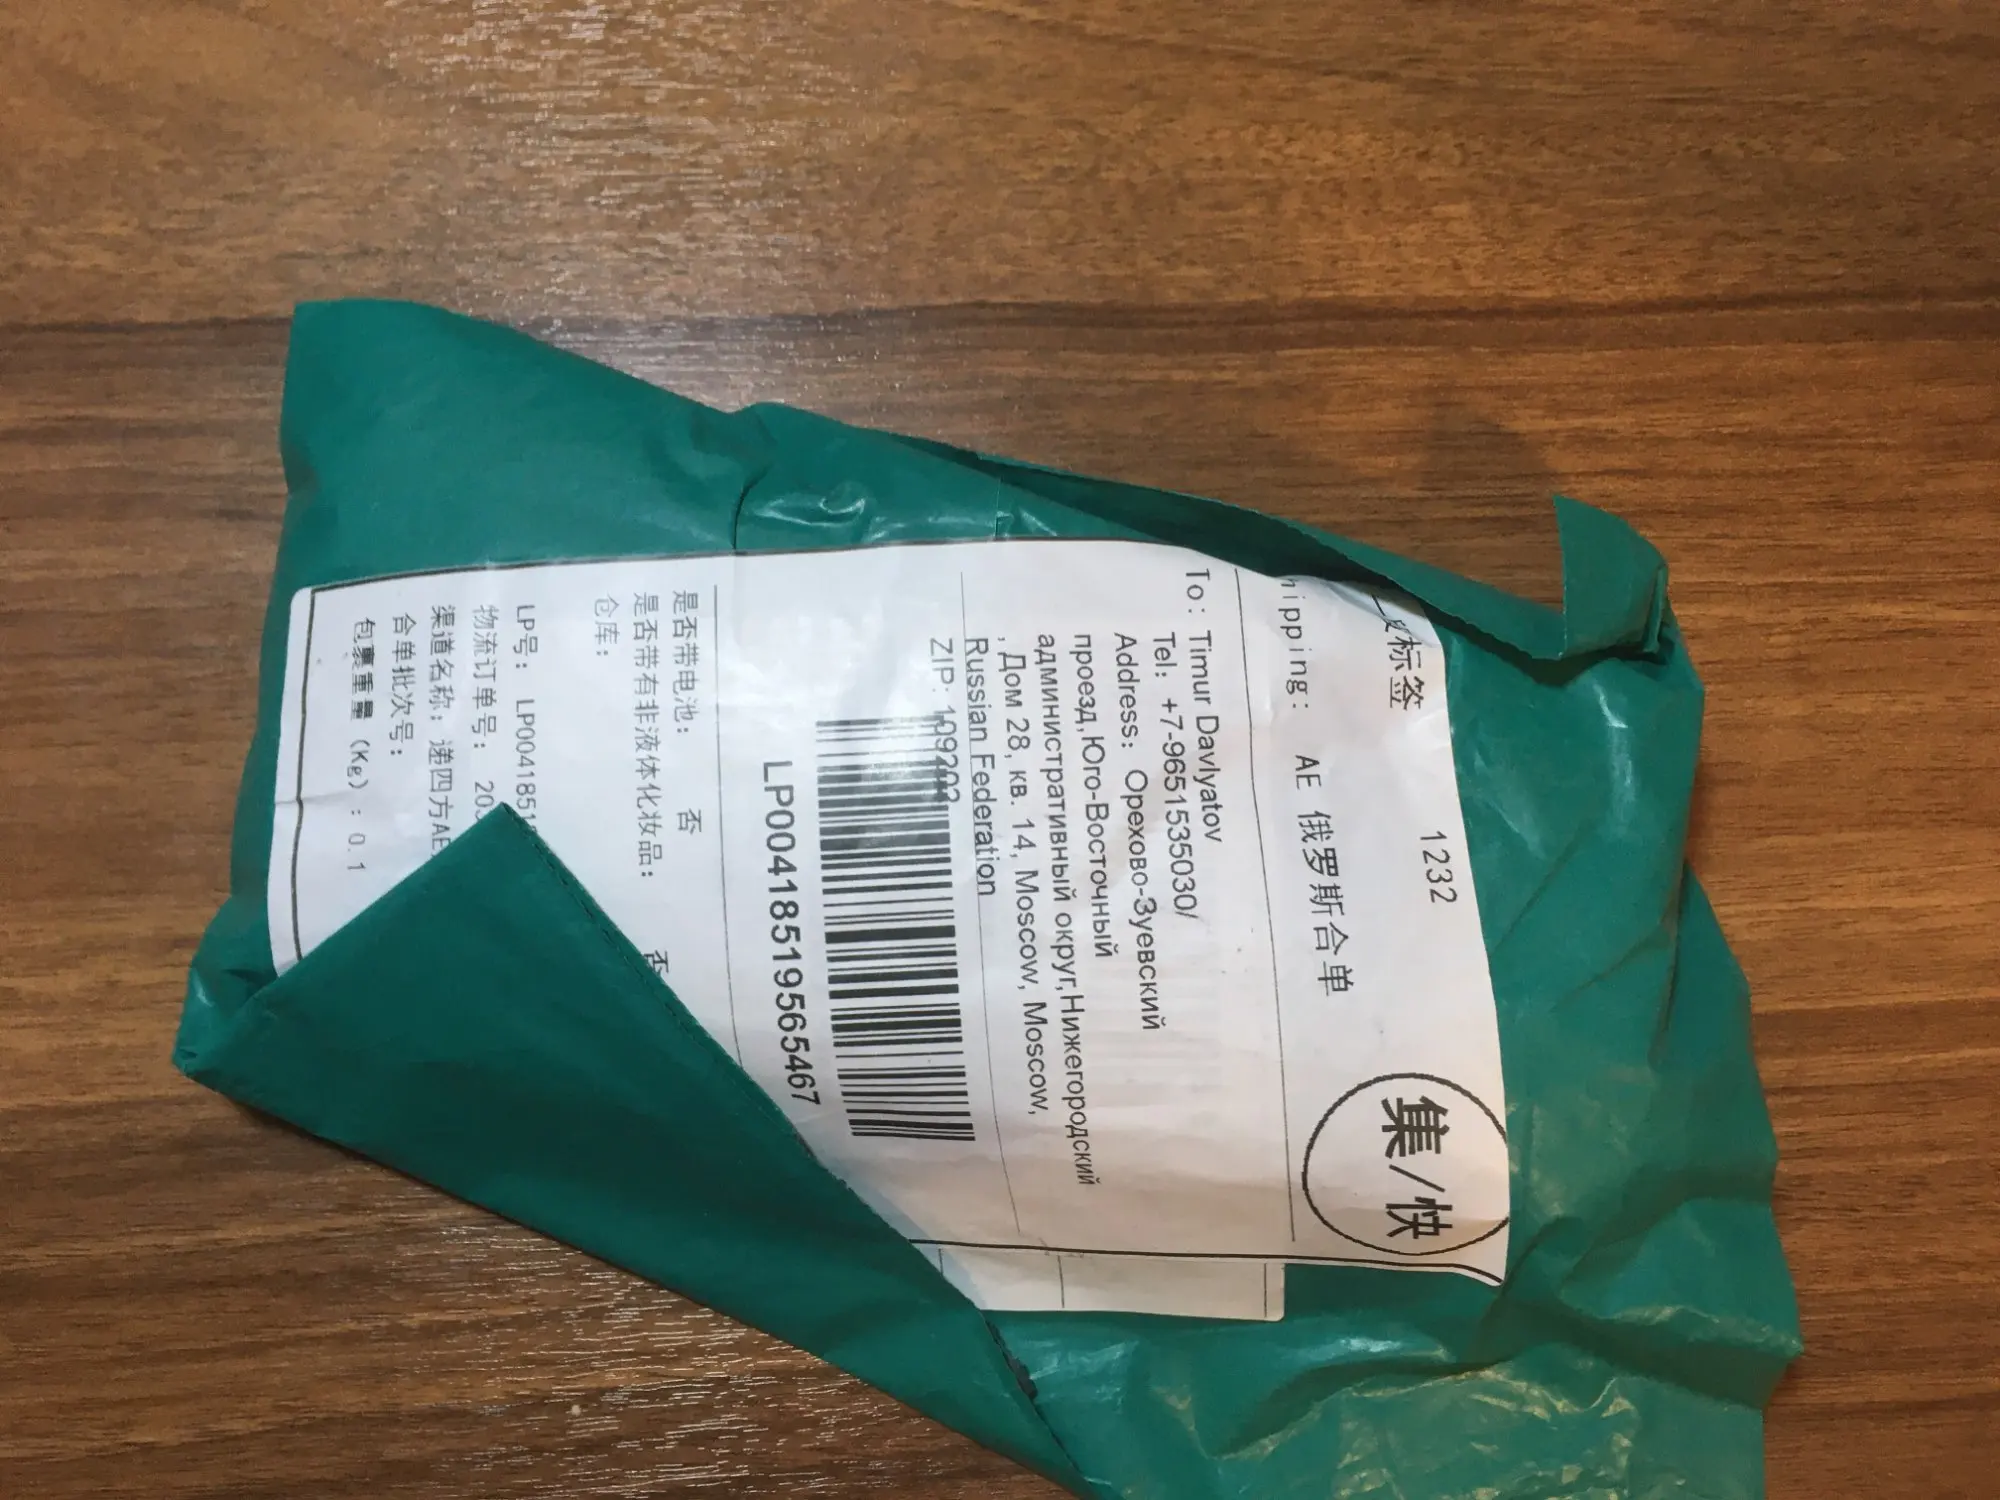 标签 1232
集/快
hipping: AE 俄罗斯合单
To: Timur Davlyatov
Tel: +7-9651535030/
Address: Орехово-Зуевский
проезд,Юго-Восточный
административный округ,Нижегородский
, Дом 28, кв. 14, Moscow, Moscow,
Russian Federation
ZIP: 109202
LP00418519565467
是否带电池: 否
是否带有非液体化妆品: 否
仓库:
LP号: LP0041851
物流订单号: 20
渠道名称: 递四方AE
合单批次号:
包裹重量 (Kg) : 0.1